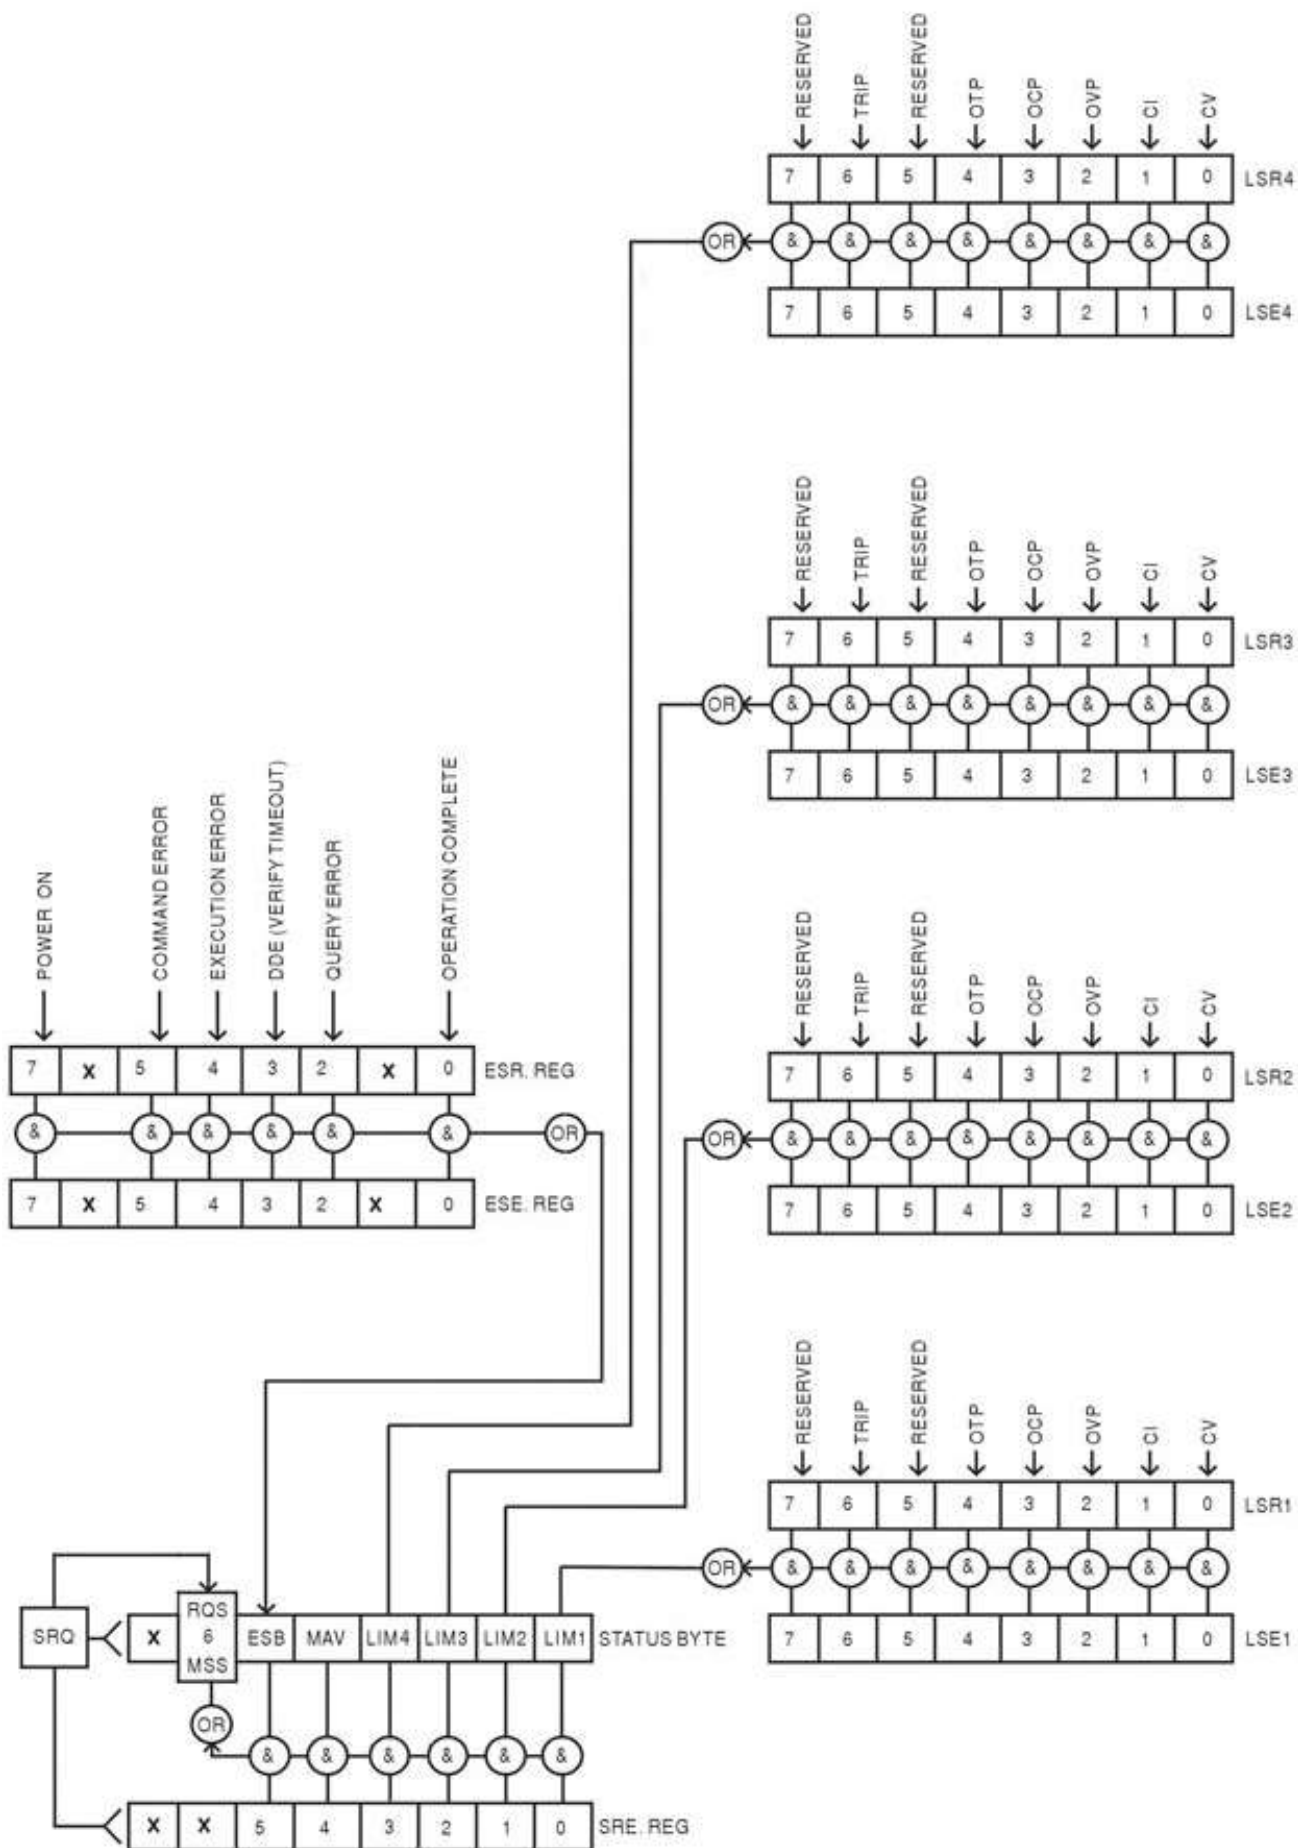 RESERVED TRIP RESERVED OTP OCP OVP CI CV
7 6 5 4 3 2 1 0 LSR4
OR & & & & & & & &
7 6 5 4 3 2 1 0 LSE4
RESERVED TRIP RESERVED OTP OCP OVP CI CV
7 6 5 4 3 2 1 0 LSR3
OR & & & & & & & &
7 6 5 4 3 2 1 0 LSE3
POWER ON COMMAND ERROR EXECUTION ERROR DDE (VERIFY TIMEOUT) QUERY ERROR OPERATION COMPLETE
7 X 5 4 3 2 X 0 ESR. REG
& & & & & & OR
7 X 5 4 3 2 X 0 ESE. REG
RESERVED TRIP RESERVED OTP OCP OVP CI CV
7 6 5 4 3 2 1 0 LSR2
OR & & & & & & & &
7 6 5 4 3 2 1 0 LSE2
RESERVED TRIP RESERVED OTP OCP OVP CI CV
7 6 5 4 3 2 1 0 LSR1
OR & & & & & & & &
7 6 5 4 3 2 1 0 LSE1
RQS
SRQ X 6 ESB MAV LIM4 LIM3 LIM2 LIM1 STATUS BYTE
MSS
OR
& & & & & &
X X 5 4 3 2 1 0 SRE. REG